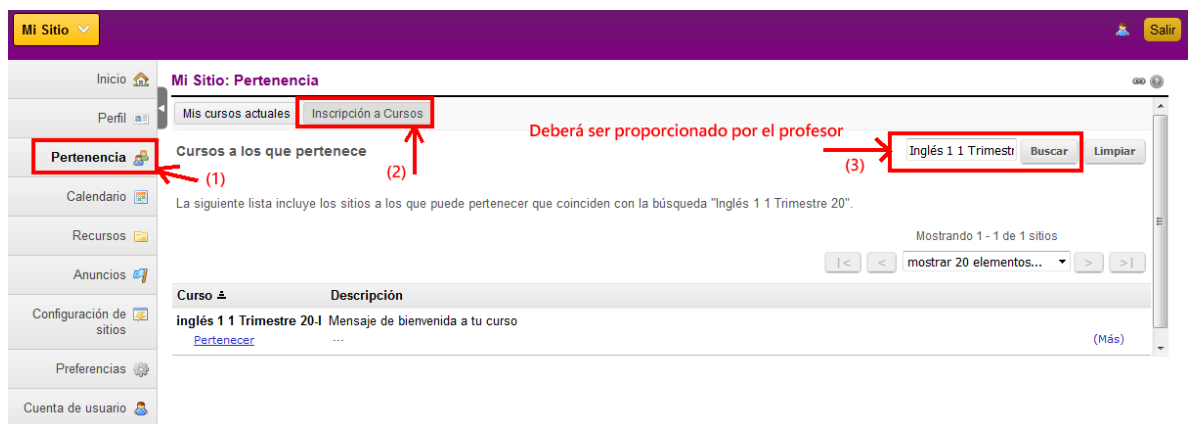 Mi Sitio
Salir
Inicio
Mi Sitio: Pertenencia
Perfil
Mis cursos actuales
Inscripción a Cursos
Deberá ser proporcionado por el profesor
Pertenencia
Cursos a los que pertenece
Inglés 1 1 Trimestr
Buscar
Limpiar
(1)
(2)
(3)
Calendario
La siguiente lista incluye los sitios a los que puede pertenecer que coinciden con la búsqueda "Inglés 1 1 Trimestre 20".
Recursos
Mostrando 1 - 1 de 1 sitios
|<
<
mostrar 20 elementos...
>
>|
Anuncios
Curso
Descripción
Configuración de
sitios
inglés 1 1 Trimestre 20-I
Mensaje de bienvenida a tu curso
Pertenecer
...
(Más)
Preferencias
Cuenta de usuario